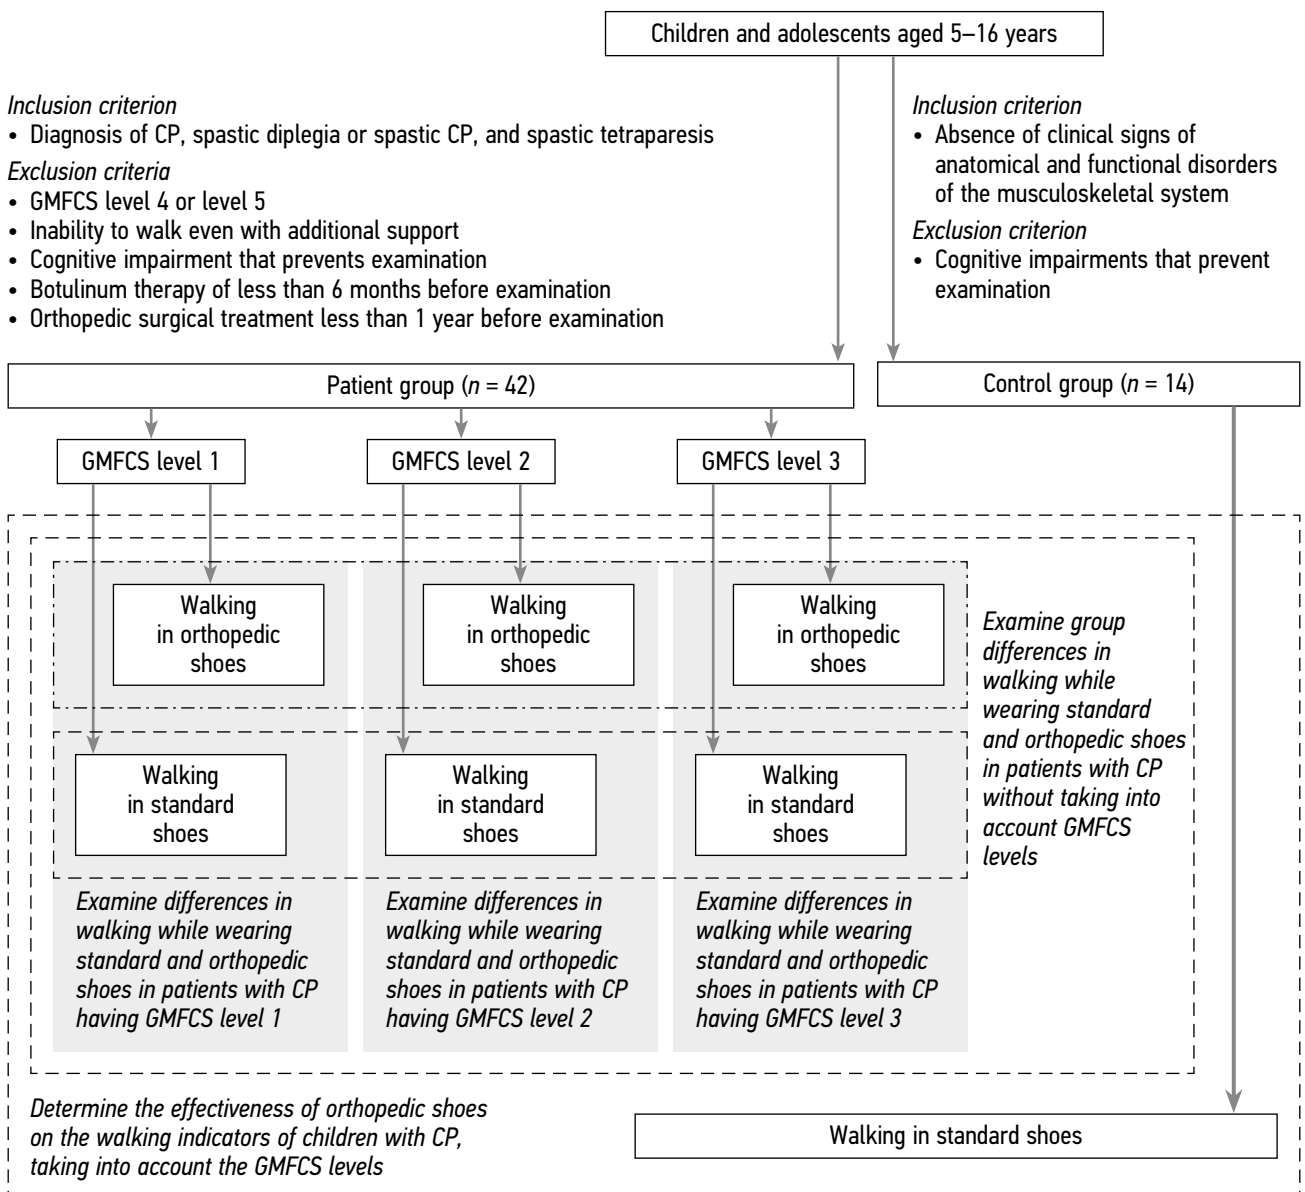 Children and adolescents aged 5–16 years
Inclusion criterion
• Diagnosis of CP, spastic diplegia or spastic CP, and spastic tetraparesis
Exclusion criteria
• GMFCS level 4 or level 5
• Inability to walk even with additional support
• Cognitive impairment that prevents examination
• Botulinum therapy of less than 6 months before examination
• Orthopedic surgical treatment less than 1 year before examination
Inclusion criterion
• Absence of clinical signs of
anatomical and functional disorders
of the musculoskeletal system
Exclusion criterion
• Cognitive impairments that prevent
examination
Patient group (n = 42)
Control group (n = 14)
GMFCS level 1
GMFCS level 2
GMFCS level 3
Walking
in orthopedic
shoes
Walking
in orthopedic
shoes
Walking
in orthopedic
shoes
Examine group
differences in
walking while
wearing standard
and orthopedic shoes
in patients with CP
without taking into
account GMFCS
levels
Walking
in standard
shoes
Walking
in standard
shoes
Walking
in standard
shoes
Examine differences in
walking while wearing
standard and orthopedic
shoes in patients with CP
having GMFCS level 1
Examine differences in
walking while wearing
standard and orthopedic
shoes in patients with CP
having GMFCS level 2
Examine differences in
walking while wearing
standard and orthopedic
shoes in patients with CP
having GMFCS level 3
Determine the effectiveness of orthopedic shoes
on the walking indicators of children with CP,
taking into account the GMFCS levels
Walking in standard shoes